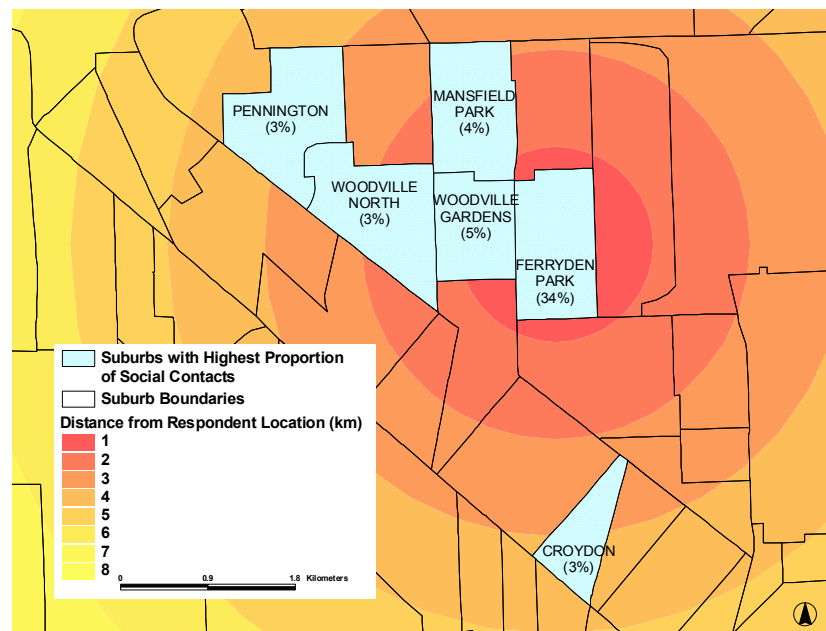 PENNINGTON
(3%)
MANSFIELD
PARK
(4%)
WOODVILLE
NORTH
(3%)
WOODVILLE
GARDENS
(5%)
FERRYDEN
PARK
(34%)
CROYDON
(3%)
Suburbs with Highest Proportion
of Social Contacts
Suburb Boundaries
Distance from Respondent Location (km)
1
2
3
4
5
6
7
8
0 0.9 1.8 Kilometers